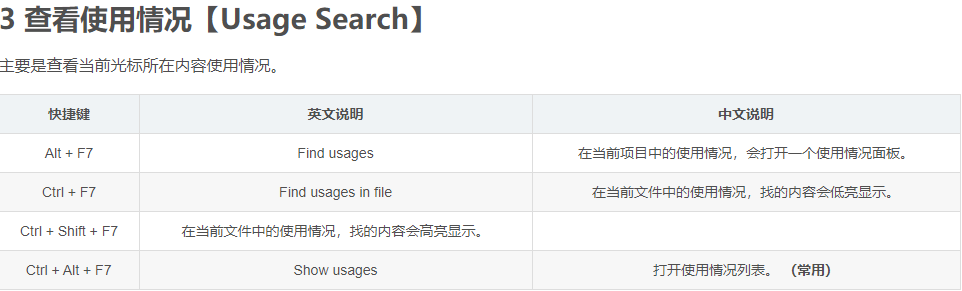 3 查看使用情况【Usage Search】
主要是查看当前光标所在内容使用情况。
快捷键 英文说明 中文说明
Alt + F7 Find usages 在当前项目中的使用情况，会打开一个使用情况面板。
Ctrl + F7 Find usages in file 在当前文件中的使用情况，找的内容会低亮显示。
Ctrl + Shift + F7 在当前文件中的使用情况，找的内容会高亮显示。
Ctrl + Alt + F7 Show usages 打开使用情况列表。 （常用）